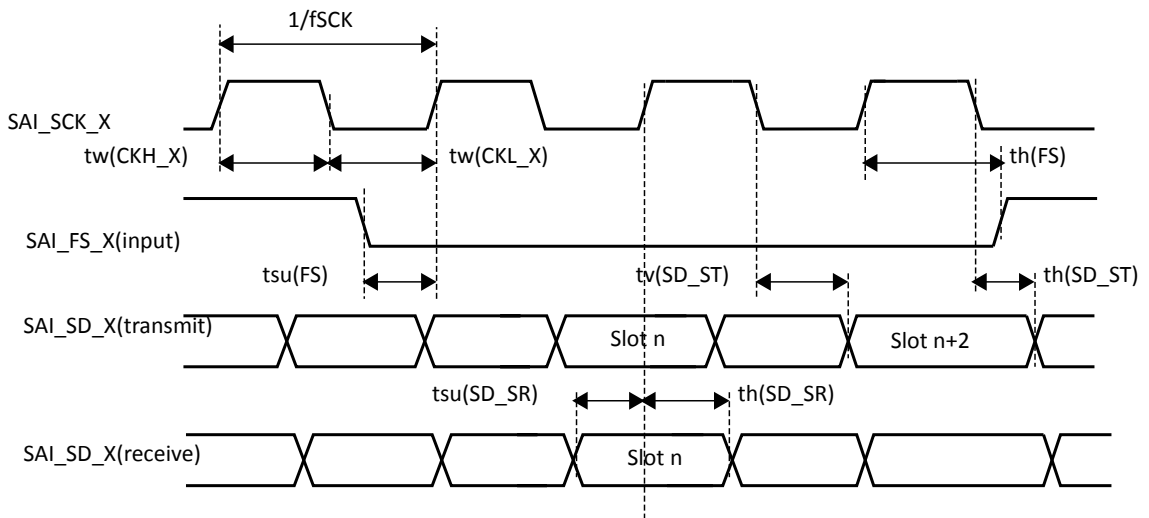 1/fSCK
SAI_SCK_X
tw(CKH_X)
tw(CKL_X)
th(FS)
SAI_FS_X(input)
tsu(FS)
tv(SD_ST)
th(SD_ST)
SAI_SD_X(transmit)
Slot n
Slot n+2
tsu(SD_SR)
th(SD_SR)
SAI_SD_X(receive)
Slot n